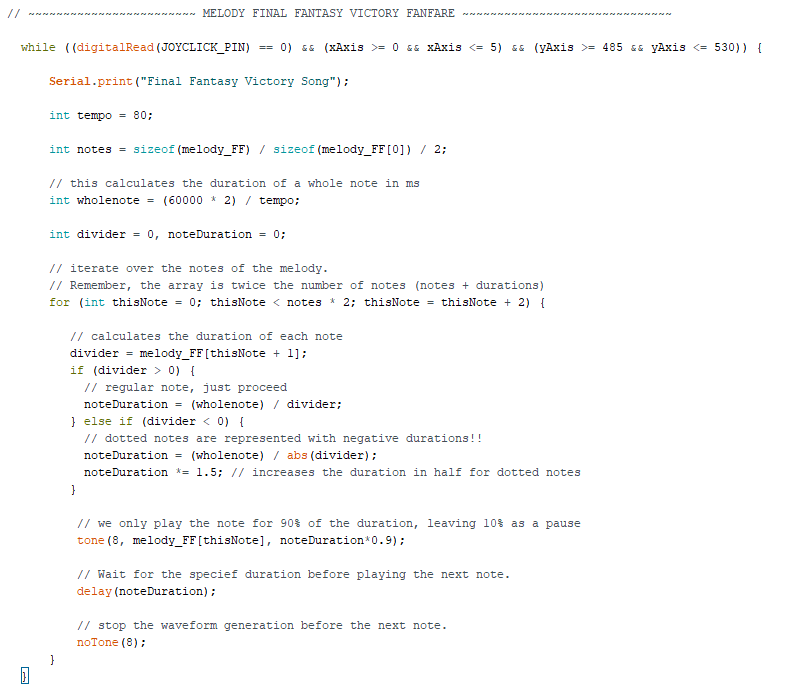 // ~~~~~~~~~~~~~~~~~~~~~~~~ MELODY FINAL FANTASY VICTORY FANFARE ~~~~~~~~~~~~~~~~~~~~~~~~~~~~~~
while ((digitalRead(JOYCLICK_PIN) == 0) && (xAxis >= 0 && xAxis <= 5) && (yAxis >= 485 && yAxis <= 530)) {
Serial.print("Final Fantasy Victory Song");
int tempo = 80;
int notes = sizeof(melody_FF) / sizeof(melody_FF[0]) / 2;
// this calculates the duration of a whole note in ms
int wholenote = (60000 * 2) / tempo;
int divider = 0, noteDuration = 0;
// iterate over the notes of the melody.
// Remember, the array is twice the number of notes (notes + durations)
for (int thisNote = 0; thisNote < notes * 2; thisNote = thisNote + 2) {
// calculates the duration of each note
divider = melody_FF[thisNote + 1];
if (divider > 0) {
// regular note, just proceed
noteDuration = (wholenote) / divider;
} else if (divider < 0) {
// dotted notes are represented with negative durations!!
noteDuration = (wholenote) / abs(divider);
noteDuration *= 1.5; // increases the duration in half for dotted notes
}
// we only play the note for 90% of the duration, leaving 10% as a pause
tone(8, melody_FF[thisNote], noteDuration*0.9);
// Wait for the specief duration before playing the next note.
delay(noteDuration);
// stop the waveform generation before the next note.
noTone(8);
}
}